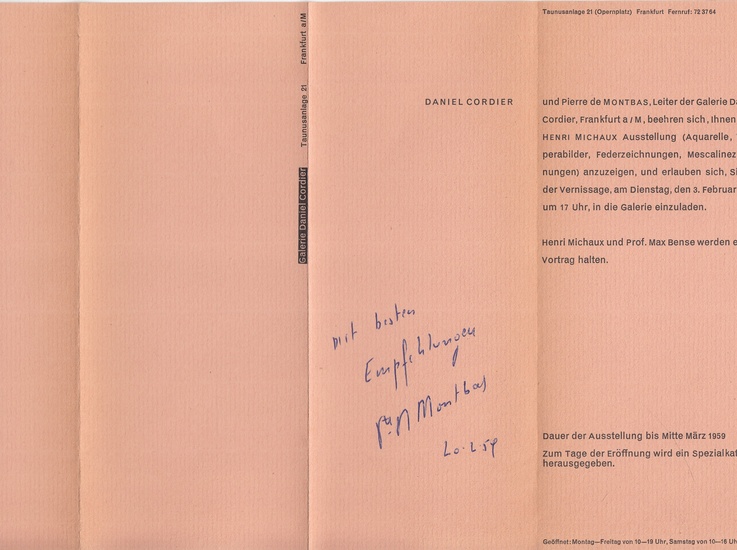 Galerie Daniel Cordier Taunusanlage 21 Frankfurt a/M
DANIEL CORDIER
mit besten
Empfehlungen
Montbas
Taunusanlage 21 (Opernplatz) Frankfurt Fernruf: 72 37 64
und Pierre de MONTBAS, Leiter der Galerie
Cordier, Frankfurt a/M, beehren sich, Ihnen
HENRI MICHAUX Ausstellung (Aquarelle,
perabilder, Federzeichnungen, Mescalinez
nungen) anzuzeigen, und erlauben sich, Si
der Vernissage, am Dienstag, den 3. Februar
um 17 Uhr, in die Galerie einzuladen.
Henri Michaux und Prof. Max Bense werden e
Vortrag halten.
Dauer der Ausstellung bis Mitte März 1959
Zum Tage der Eröffnung wird ein Spezialkat
herausgegeben.
Geöffnet: Montag—Freitag von 10—19 Uhr, Samstag von 10—16 Uh